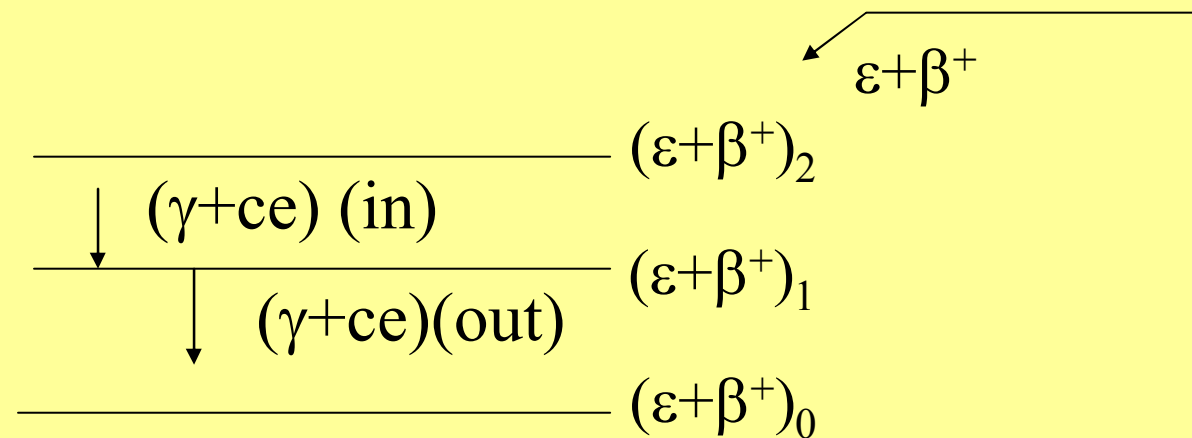 ε+β⁺
(ε+β⁺)₂
(γ+ce) (in)
(ε+β⁺)₁
(γ+ce)(out)
(ε+β⁺)₀